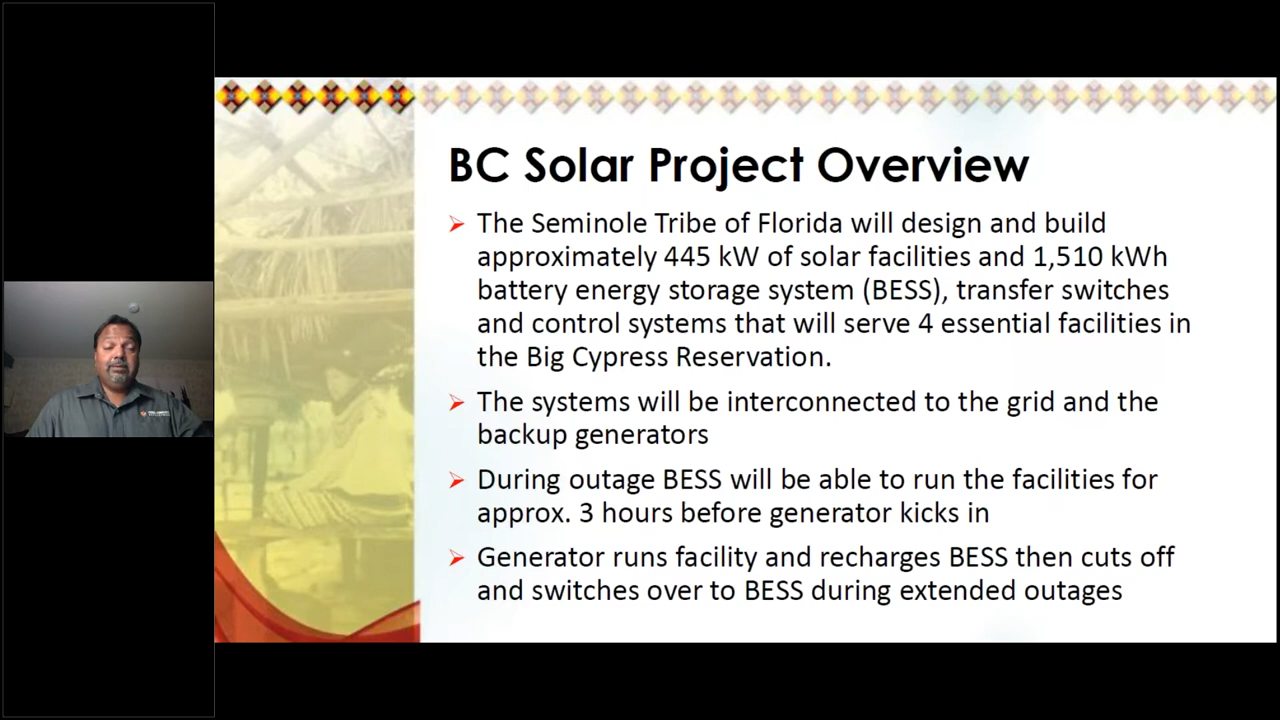 BC Solar Project Overview
The Seminole Tribe of Florida will design and build
approximately 445 kW of solar facilities and 1,510 kWh
battery energy storage system (BESS), transfer switches
and control systems that will serve 4 essential facilities in
the Big Cypress Reservation.
The systems will be interconnected to the grid and the
backup generators
During outage BESS will be able to run the facilities for
approx. 3 hours before generator kicks in
Generator runs facility and recharges BESS then cuts off
and switches over to BESS during extended outages